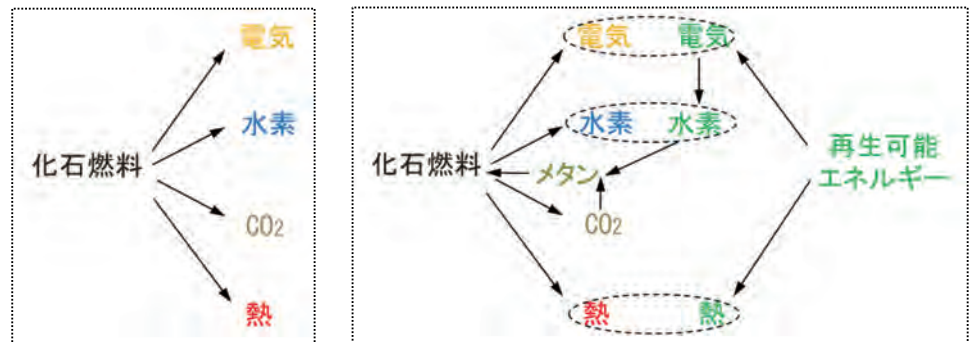 電気
水素
化石燃料
CO2
熱
電気 電気
水素 水素
化石燃料
メタン
CO2
再生可能
エネルギー
熱 熱